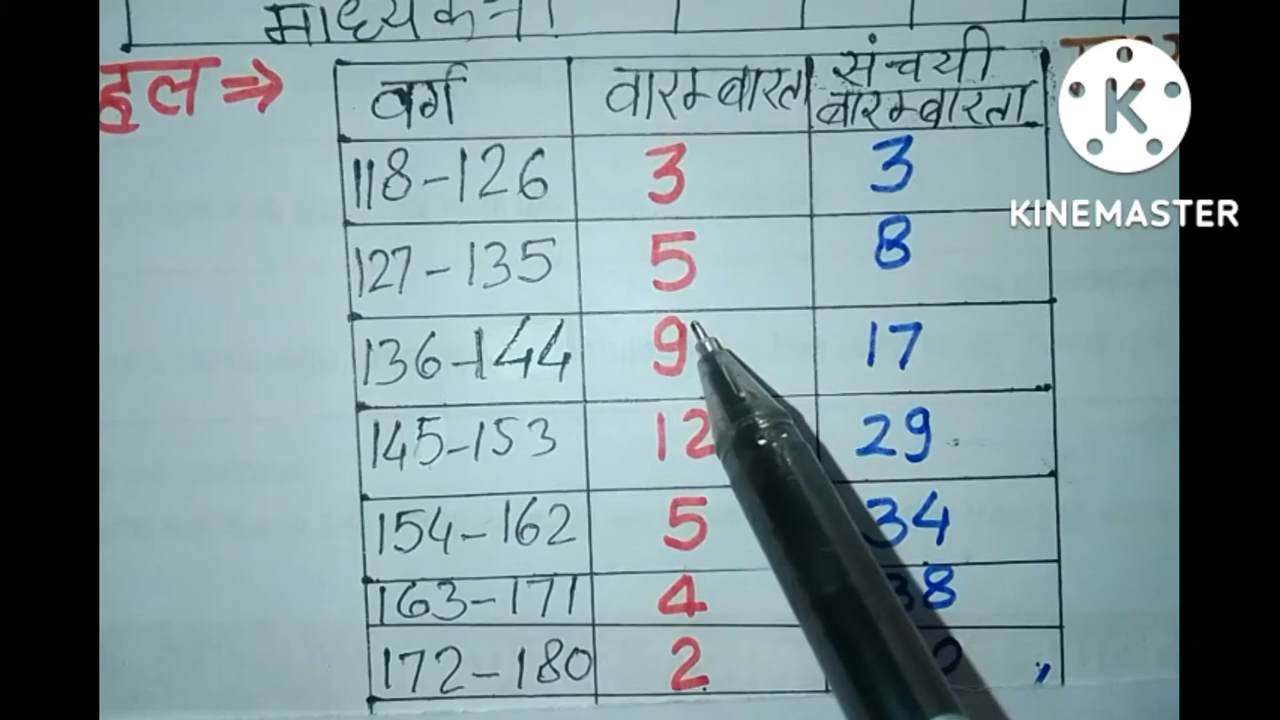 माध्यक
हल ⇒
वर्ग वारम्बारता संचयी बारम्बारता
118-126 3 3
127-135 5 8
136-144 9 17
145-153 12 29
154-162 5 34
163-171 4 38
172-180 2
K
KINEMASTER